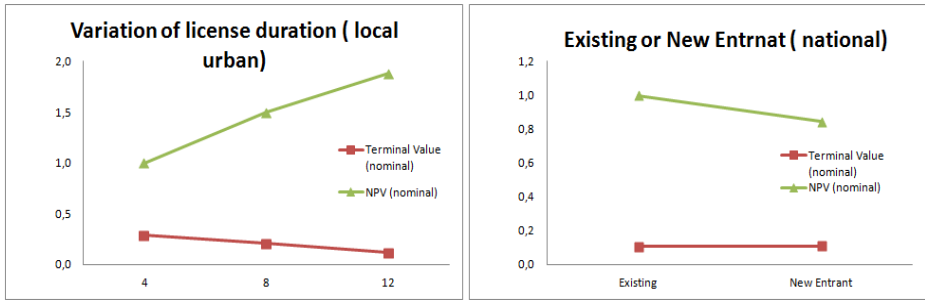 Variation of license duration ( local
urban)
2,0
1,5
1,0
0,5
0,0
4
8
12
Terminal Value
(nominal)
NPV (nominal)
Existing or New Entrnat ( national)
1,2
1,0
0,8
0,6
0,4
0,2
0,0
Existing
New Entrant
Terminal Value
(nominal)
NPV (nominal)